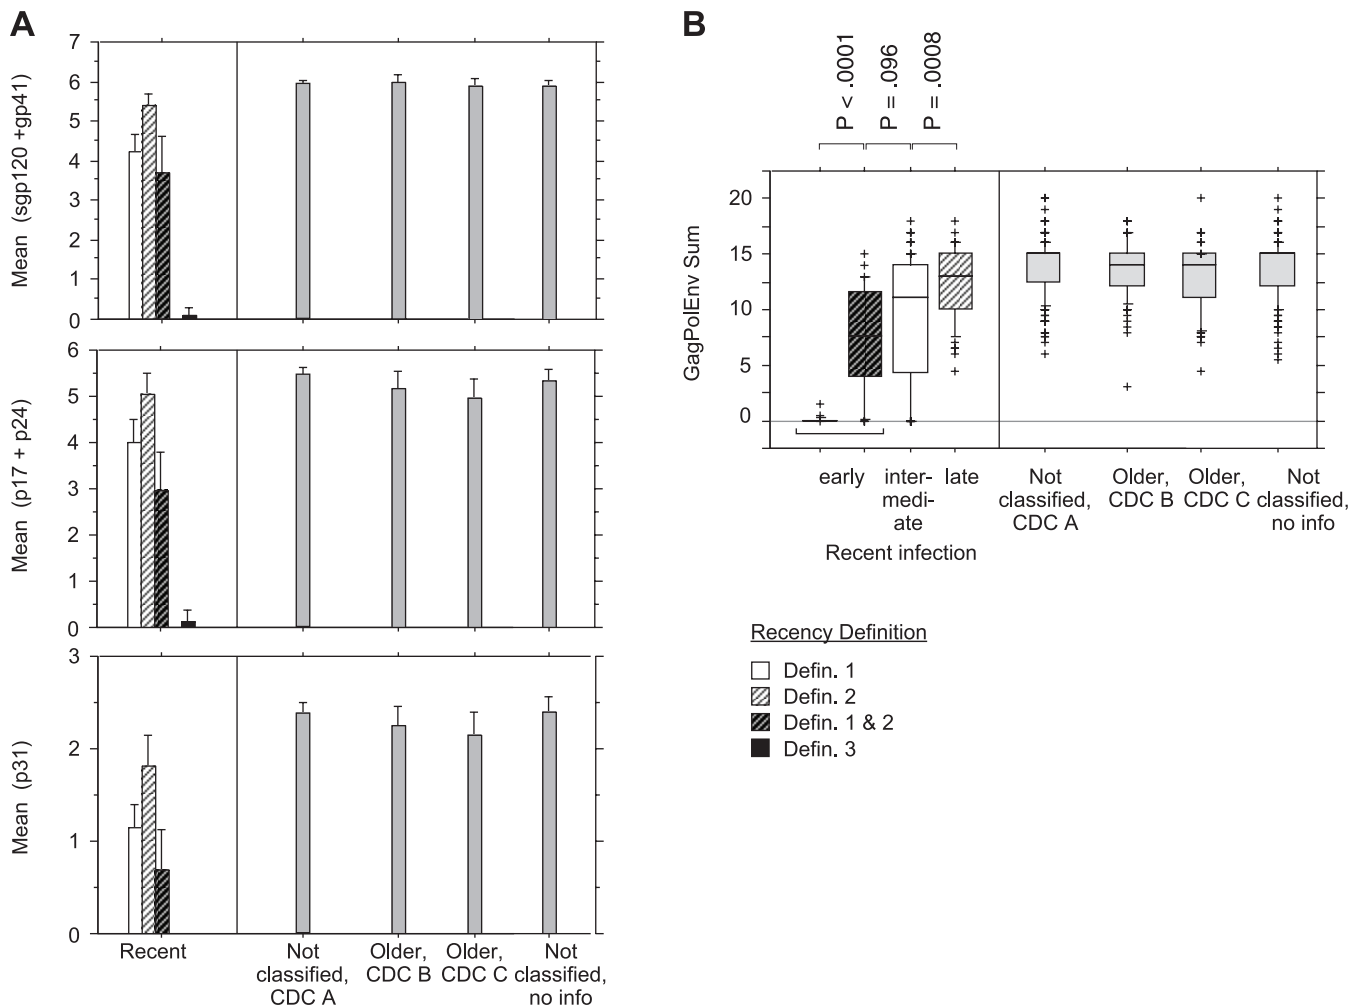 A
7
6
5
4
3
2
1
0
Mean (sgp120 +gp41)
6
5
4
3
2
1
0
Mean (p17 + p24)
3
2
1
0
Mean (p31)
Recent
Not
classified,
CDC A
Older,
CDC B
Older,
CDC C
Not
classified,
no info
B
P < .0001
P = .096
P = .0008
20
15
10
5
0
GagPolEnv Sum
early
inter-
medi-
ate
late
Recent infection
Not
classified,
CDC A
Older,
CDC B
Older,
CDC C
Not
classified,
no info
Recency Definition
Defin. 1
Defin. 2
Defin. 1 & 2
Defin. 3